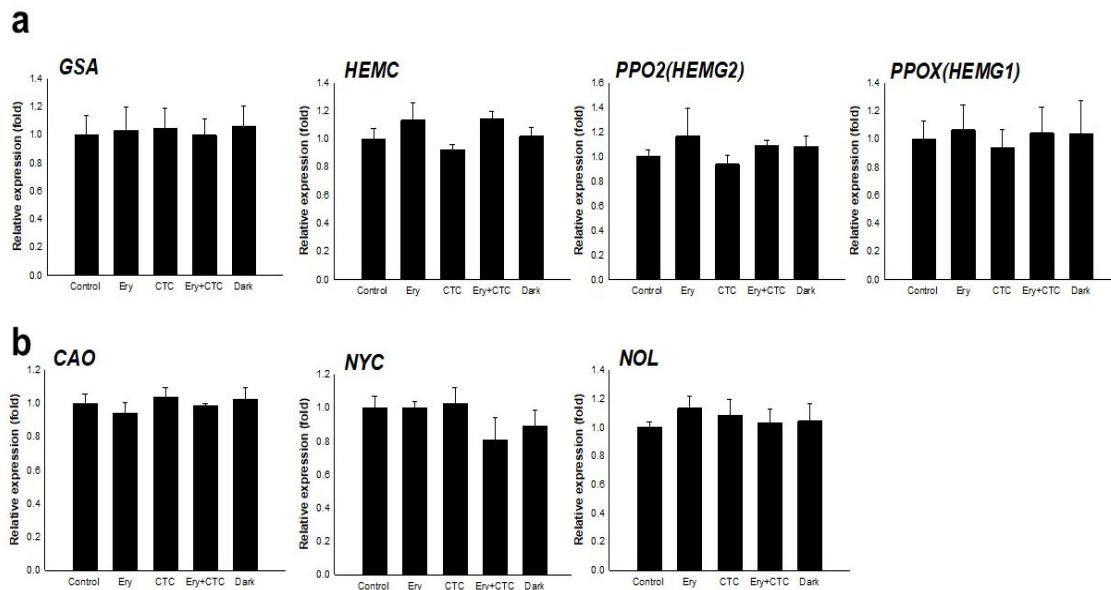 a
GSA
Relative expression (fold)
1.4
1.2
1.0
0.8
0.6
0.4
0.2
0.0
Control Ery CTC Ery+CTC Dark
HEMC
Relative expression (fold)
1.4
1.2
1.0
0.8
0.6
0.4
0.2
0.0
Control Ery CTC Ery+CTC Dark
PPO2(HEMG2)
Relative expression (fold)
1.6
1.4
1.2
1.0
0.8
0.6
0.4
0.2
0.0
Control Ery CTC Ery+CTC Dark
PPOX(HEMG1)
Relative expression (fold)
1.4
1.2
1.0
0.8
0.6
0.4
0.2
0.0
Control Ery CTC Ery+CTC Dark
b
CAO
Relative expression (fold)
1.2
1.0
0.8
0.6
0.4
0.2
0.0
Control Ery CTC Ery+CTC Dark
NYC
Relative expression (fold)
1.2
1.0
0.8
0.6
0.4
0.2
0.0
Control Ery CTC Ery+CTC Dark
NOL
Relative expression (fold)
1.4
1.2
1.0
0.8
0.6
0.4
0.2
0.0
Control Ery CTC Ery+CTC Dark